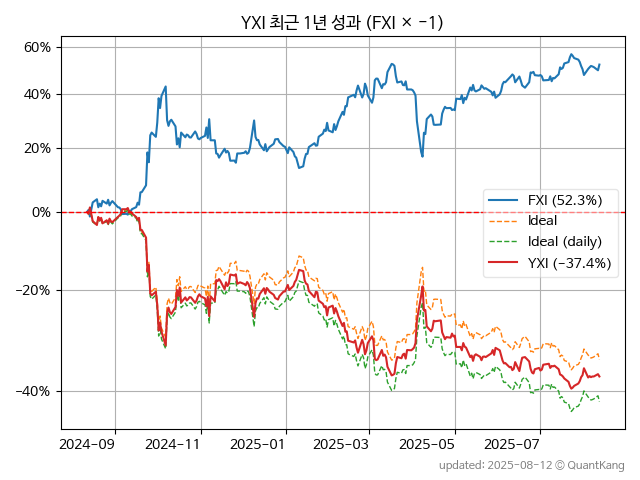 YXI 최근 1년 성과 (FXI × -1)
60%
40%
20%
0%
−20%
−40%
FXI (52.3%)
Ideal
Ideal (daily)
YXI (−37.4%)
2024-09
2024-11
2025-01
2025-03
2025-05
2025-07
updated: 2025-08-12 © QuantKang